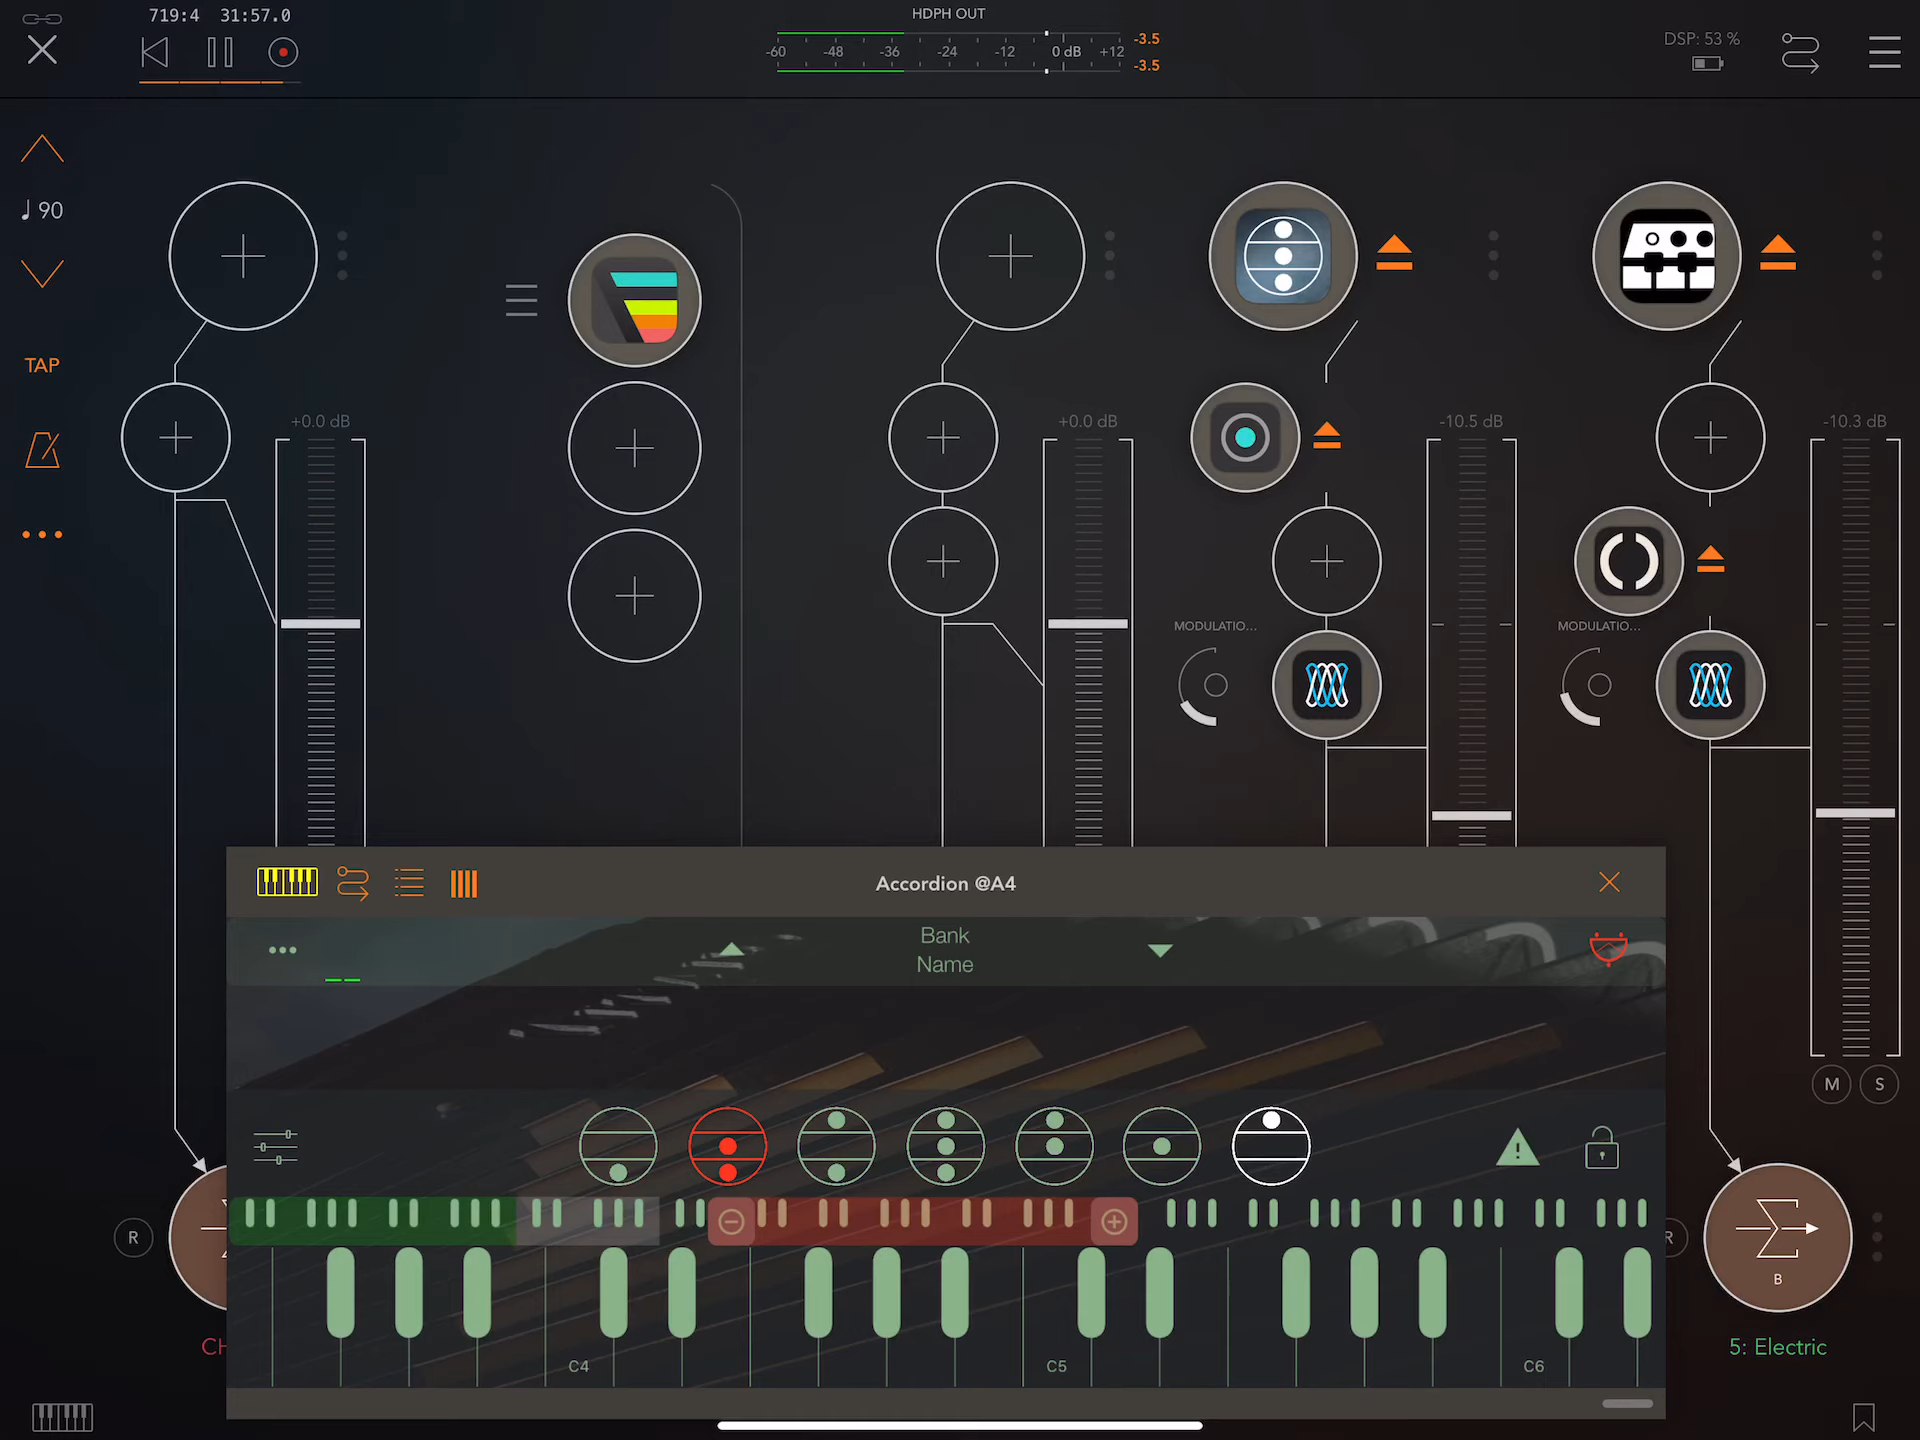 719:4 31:57.0
HDPH OUT
-60 -48 -36 -24 -12 0 dB +12
-3.5
-3.5
DSP: 53 %
90
TAP
+0.0 dB
+0.0 dB
-10.5 dB
-10.3 dB
MODULATIO...
MODULATIO...
Accordion @A4
Bank
Name
M S
R
R
B
C4 C5 C6
CH
5: Electric